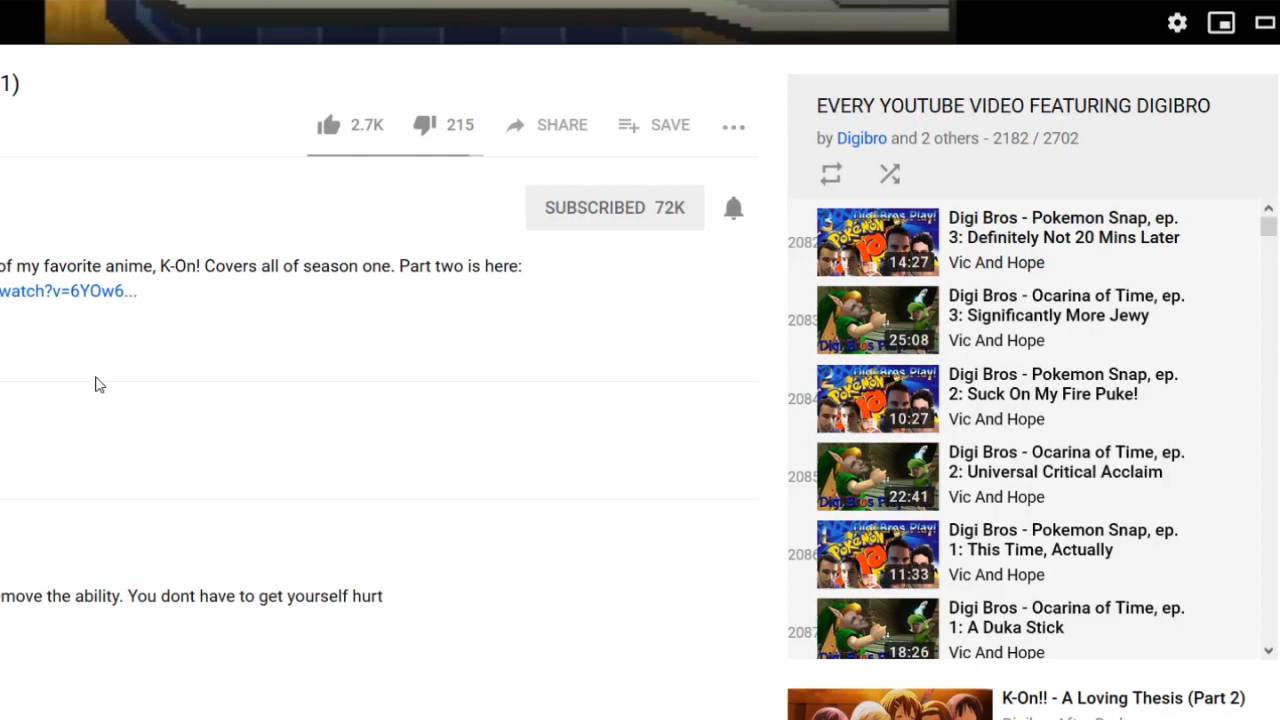 1)
2.7K 215 SHARE SAVE
SUBSCRIBED 72K
of my favorite anime, K-On! Covers all of season one. Part two is here:
watch?v=6YOw6...
move the ability. You dont have to get yourself hurt
EVERY YOUTUBE VIDEO FEATURING DIGIBRO
by Digibro and 2 others - 2182 / 2702
2082
14:27
Digi Bros - Pokemon Snap, ep.
3: Definitely Not 20 Mins Later
Vic And Hope
2083
25:08
Digi Bros - Ocarina of Time, ep.
3: Significantly More Jewy
Vic And Hope
2084
10:27
Digi Bros - Pokemon Snap, ep.
2: Suck On My Fire Puke!
Vic And Hope
2085
22:41
Digi Bros - Ocarina of Time, ep.
2: Universal Critical Acclaim
Vic And Hope
2086
11:33
Digi Bros - Pokemon Snap, ep.
1: This Time, Actually
Vic And Hope
2087
18:26
Digi Bros - Ocarina of Time, ep.
1: A Duka Stick
Vic And Hope
K-On!! - A Loving Thesis (Part 2)